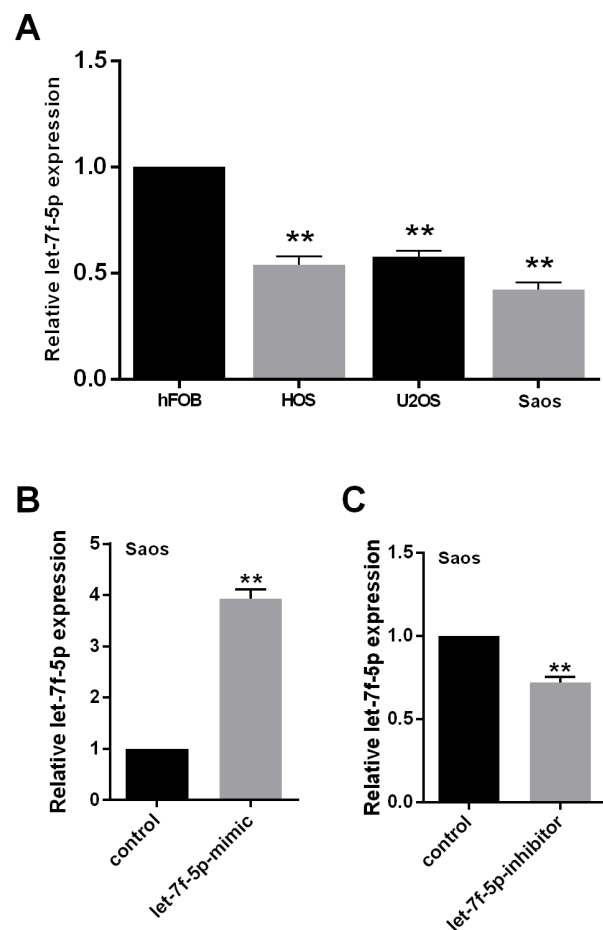 A
Relative let-7f-5p expression
1.5
1.0
0.5
0.0
** ** **
hFOB HOS U2OS Saos
B
Relative let-7f-5p expression
5
4
3
2
1
0
Saos
**
control let-7f-5p-mimic
C
Relative let-7f-5p expression
1.5
1.0
0.5
0.0
Saos
**
control let-7f-5p-inhibitor